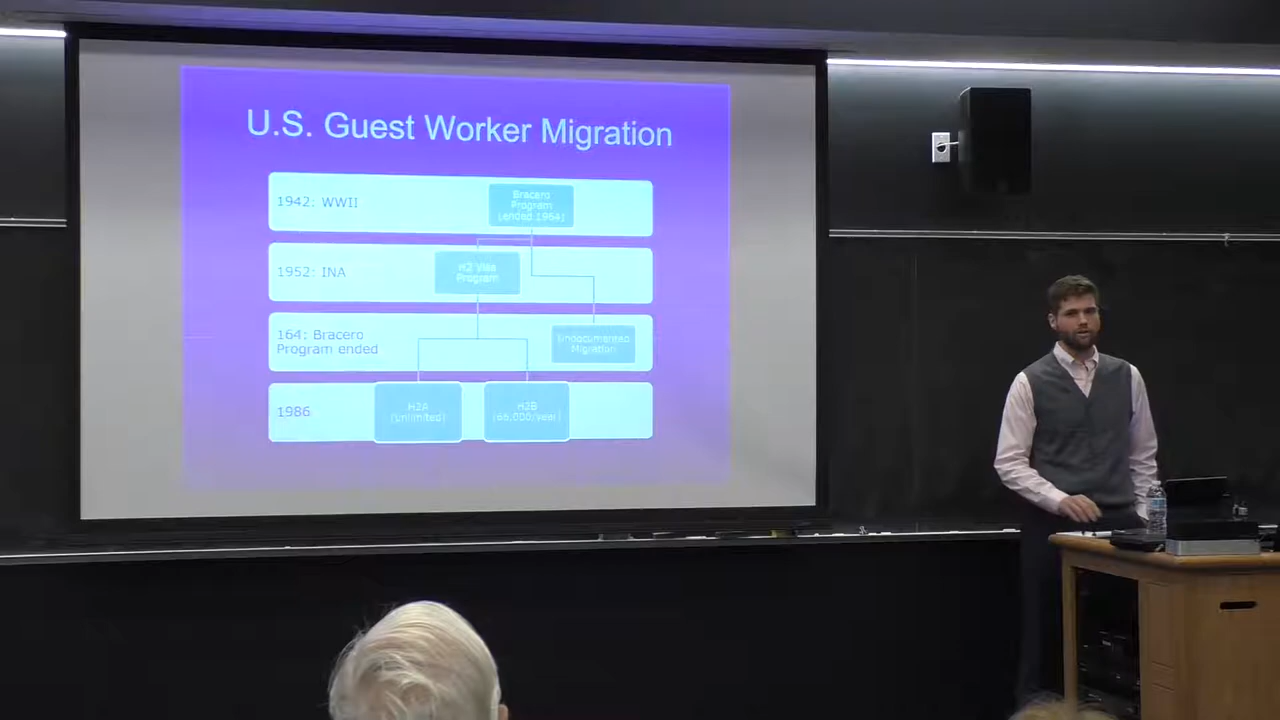 U.S. Guest Worker Migration
1942: WWII
Bracero
Program
(ended 1964)
1952: INA
H2 Visa
Program
164: Bracero
Program ended
Undocumented
Migration
1986
H2A
(unlimited)
H2B
(66,000/year)